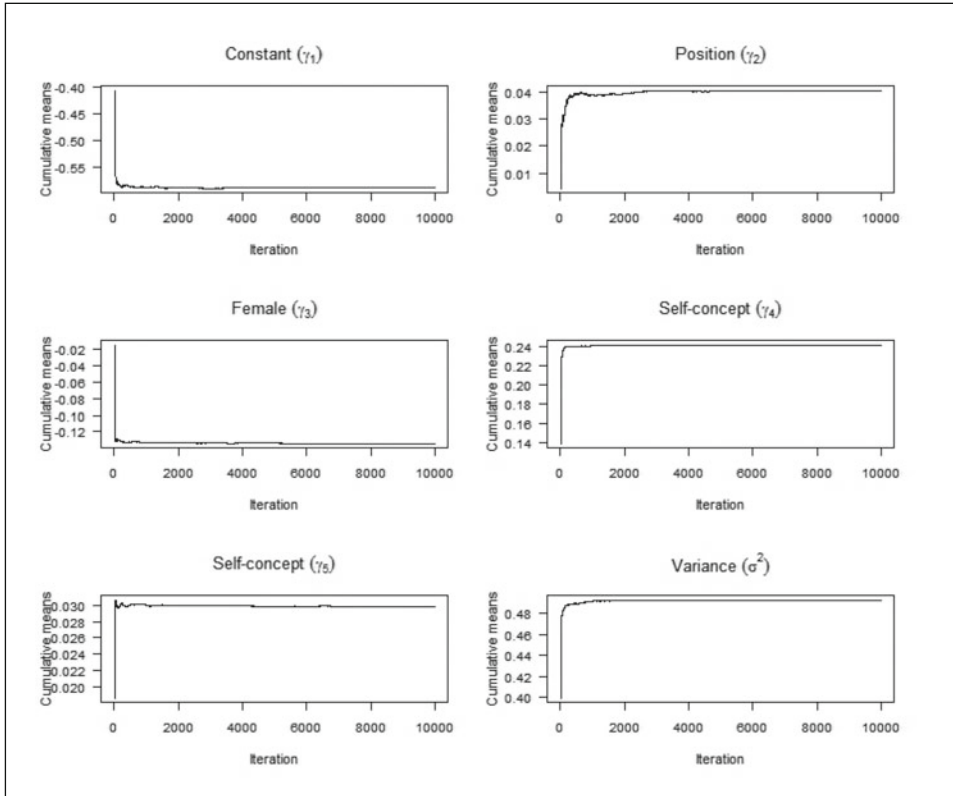 Constant (γ₁)
Cumulative means
-0.40
-0.45
-0.50
-0.55
0 2000 4000 6000 8000 10000
Iteration
Position (γ₂)
Cumulative means
0.04
0.03
0.02
0.01
0 2000 4000 6000 8000 10000
Iteration
Female (γ₃)
Cumulative means
-0.02
-0.04
-0.06
-0.08
-0.10
-0.12
0 2000 4000 6000 8000 10000
Iteration
Self-concept (γ₄)
Cumulative means
0.24
0.22
0.20
0.18
0.16
0.14
0 2000 4000 6000 8000 10000
Iteration
Self-concept (γ₅)
Cumulative means
0.030
0.028
0.026
0.024
0.022
0.020
0 2000 4000 6000 8000 10000
Iteration
Variance (σ²)
Cumulative means
0.48
0.46
0.44
0.42
0.40
0 2000 4000 6000 8000 10000
Iteration